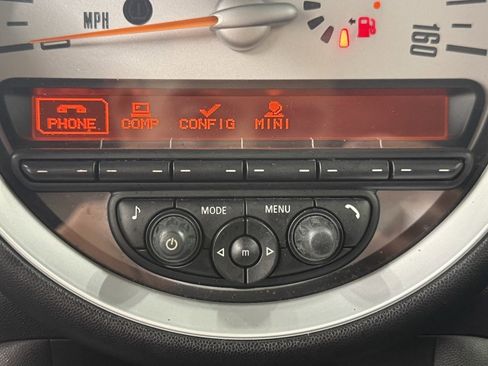 MPH
160
PHONE COMP CONFIG MINI
MODE MENU
m